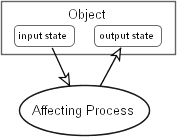 Object
input state
output state
Affecting Process